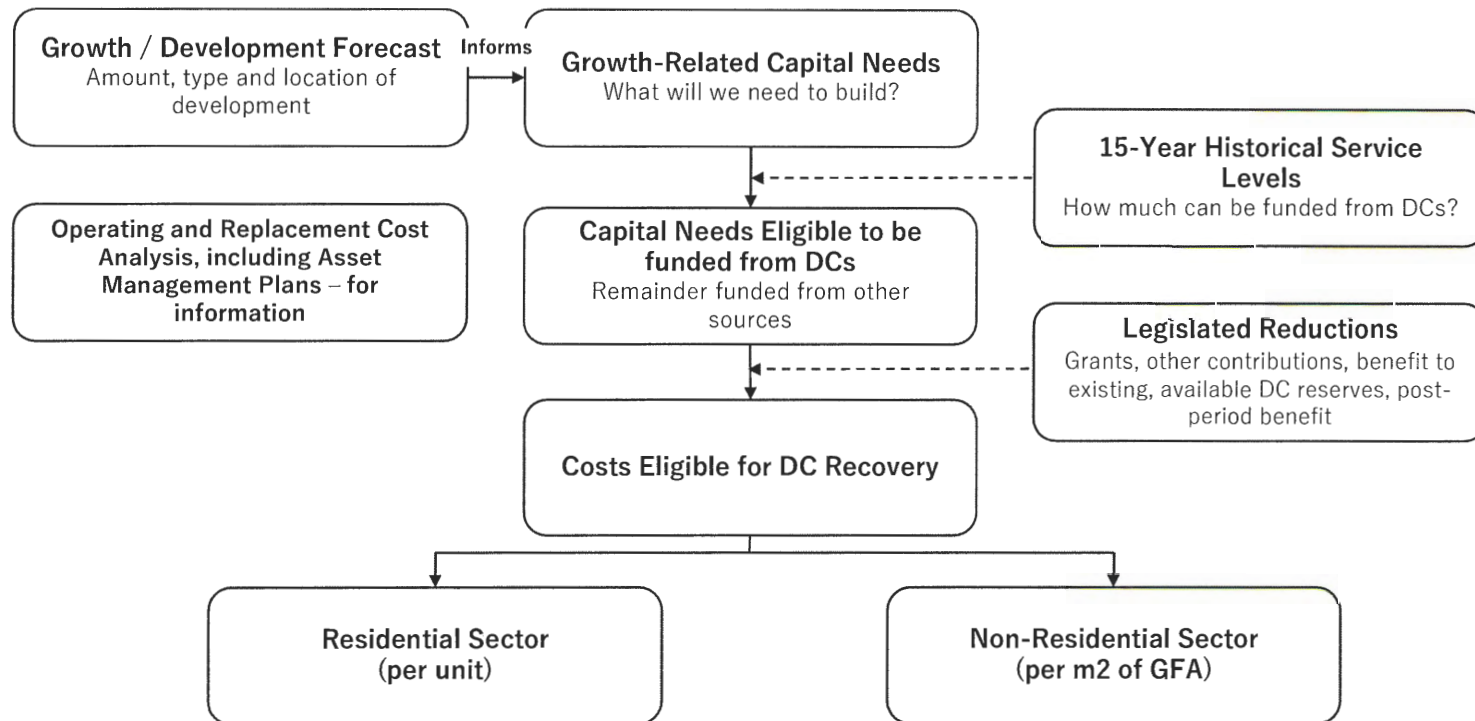 Growth / Development Forecast
Amount, type and location of
development
Informs
Growth-Related Capital Needs
What will we need to build?
15-Year Historical Service
Levels
How much can be funded from DCs?
Operating and Replacement Cost
Analysis, including Asset
Management Plans – for
information
Capital Needs Eligible to be
funded from DCs
Remainder funded from other
sources
Legislated Reductions
Grants, other contributions, benefit to
existing, available DC reserves, post-
period benefit
Costs Eligible for DC Recovery
Residential Sector
(per unit)
Non-Residential Sector
(per m2 of GFA)